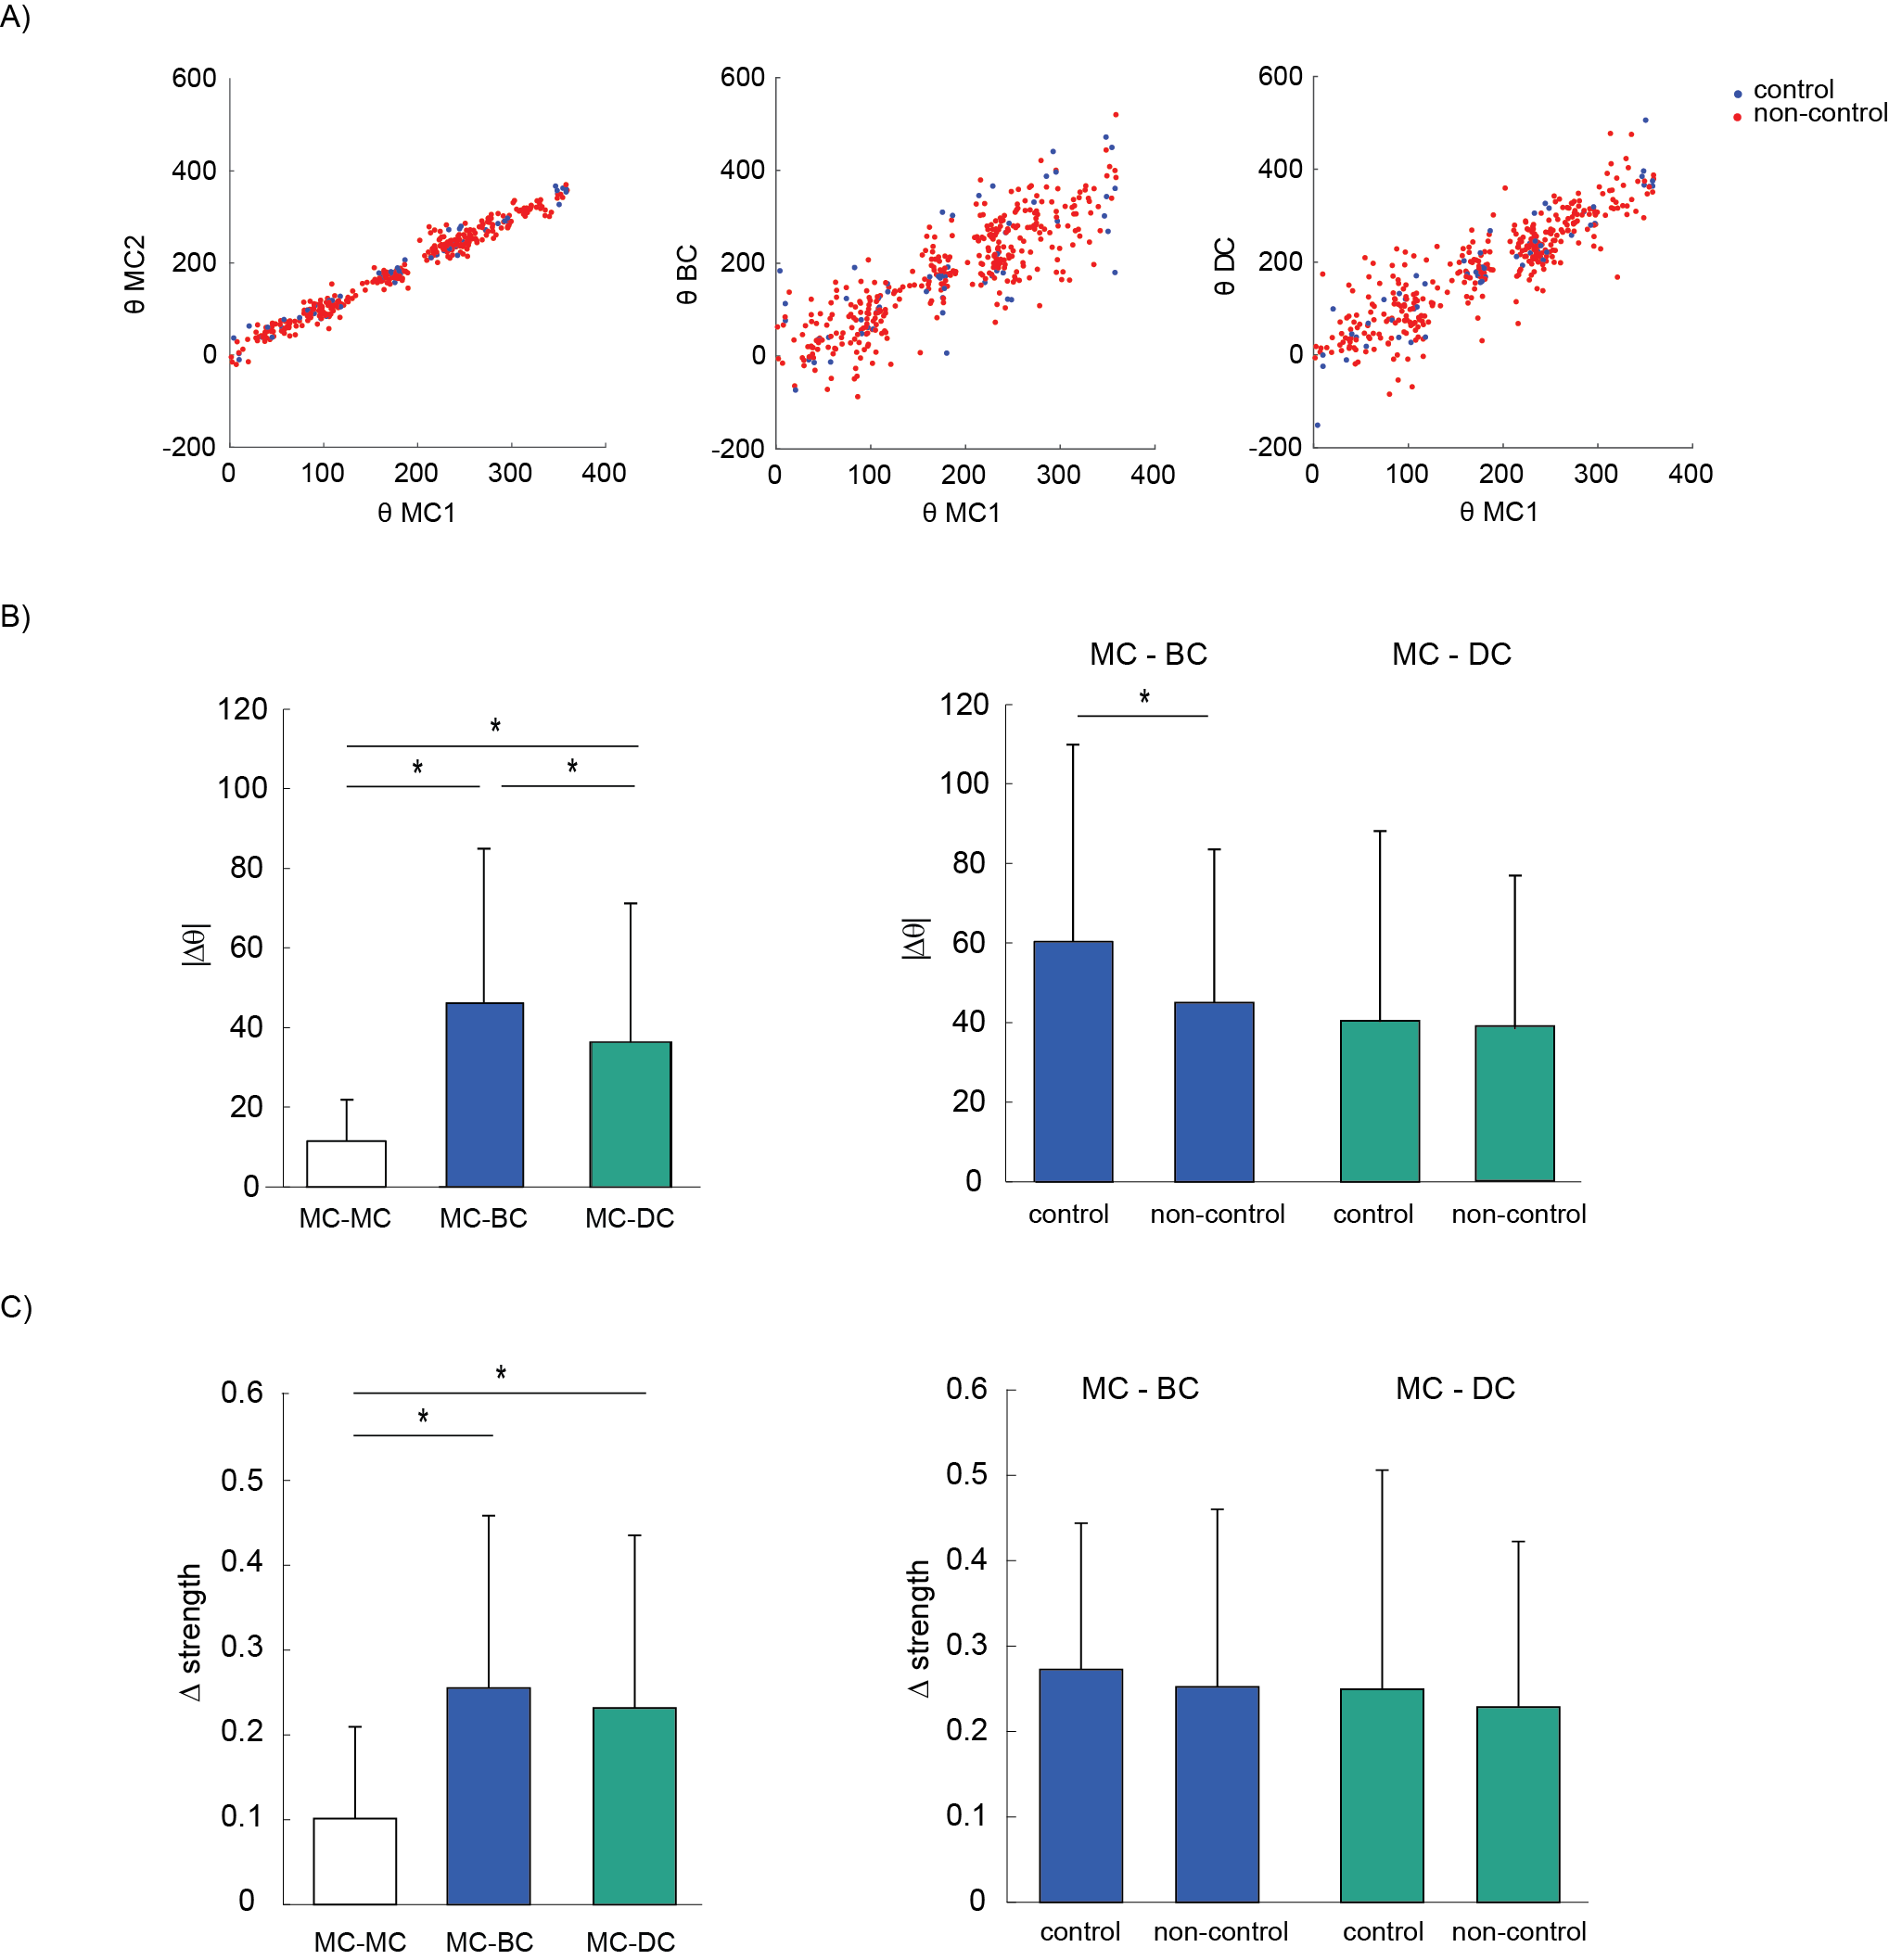 A)
600
400
200
0
-200
0 100 200 300 400
θ MC2
θ MC1
600
400
200
0
-200
0 100 200 300 400
θ BC
θ MC1
600
400
200
0
-200
0 100 200 300 400
θ DC
θ MC1
control
non-control
B)
120
100
80
60
40
20
0
|Δθ|
* * *
MC-MC MC-BC MC-DC
MC - BC MC - DC
120
100
80
60
40
20
0
|Δθ|
*
control non-control control non-control
C)
0.6
0.5
0.4
0.3
0.2
0.1
0
Δ strength
* *
MC-MC MC-BC MC-DC
MC - BC MC - DC
0.6
0.5
0.4
0.3
0.2
0.1
0
Δ strength
control non-control control non-control